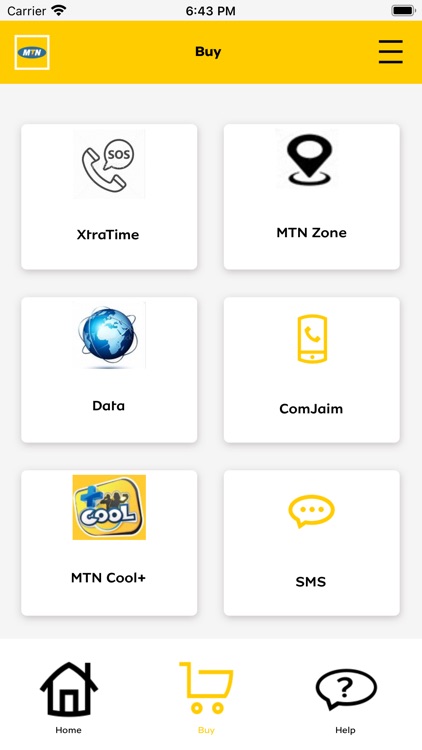 Carrier 6:43 PM
MTN Buy
SOS
XtraTime
MTN Zone
Data
ComJaim
+ COOL
MTN Cool+
SMS
?
Home
Buy
Help